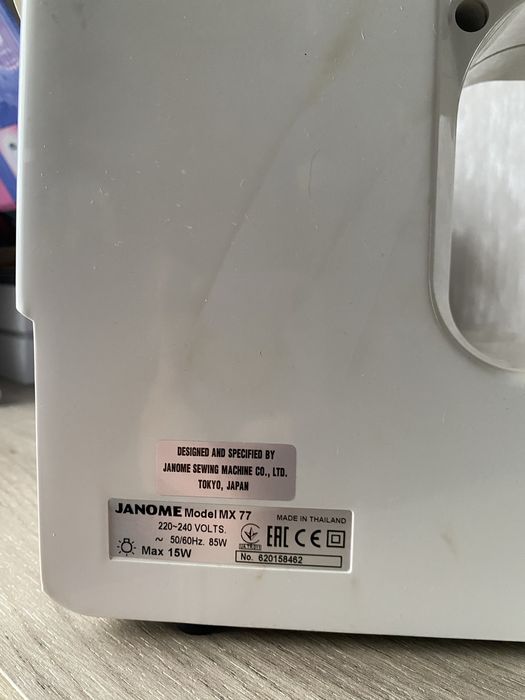 DESIGNED AND SPECIFIED BY
JANOME SEWING MACHINE CO., LTD.
TOKYO, JAPAN
JANOME Model MX 77
MADE IN THAILAND
220~240 VOLTS.
~ 50/60Hz. 85W
EAC CE
Max 15W
No. 620158462